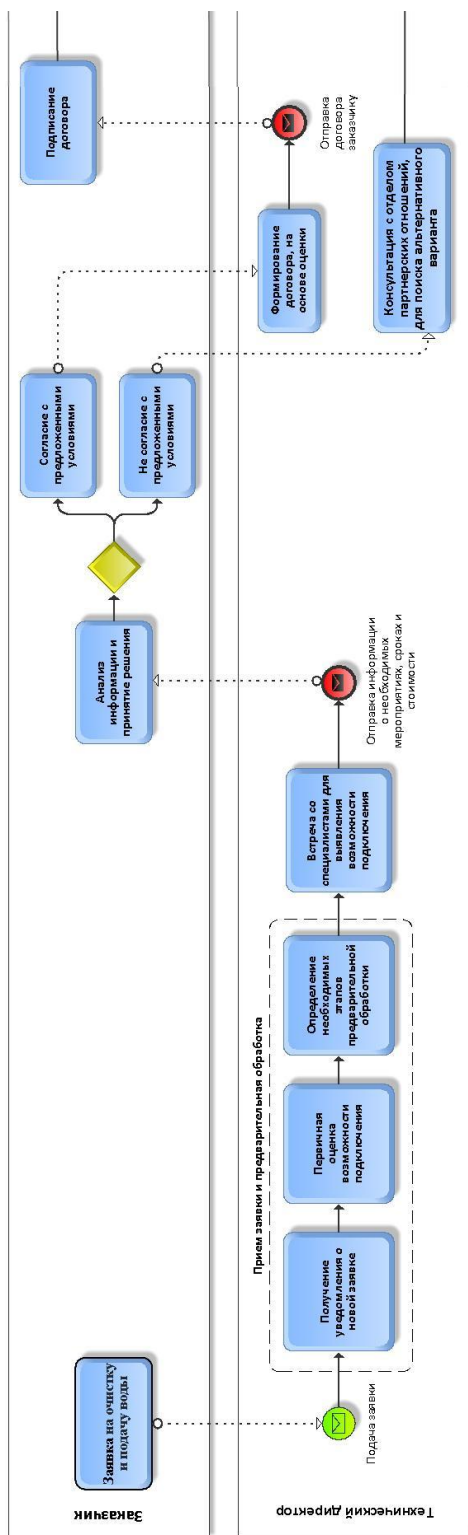 Заказчик
Заявка на очистку
и подачу воды
Анализ
информации и
принятие решения
Согласие с
предложенными
условиями
Не согласие с
предложенными
условиями
Подписание
договора
Технический директор
Подача заявки
Прием заявки и предварительная обработка
Получение
уведомления о
новой заявке
Первичная
оценка
возможности
подключения
Определение
необходимых
этапов
предварительной
обработки
Встреча со
специалистами для
выявления
возможности
подключения
Отправка информации
о необходимых
мероприятиях, сроках и
стоимости
Формирование
договора, на
основе оценки
Отправка
договора
заказчику
Консультация с отделом
партнерских отношений,
для поиска альтернативного
варианта